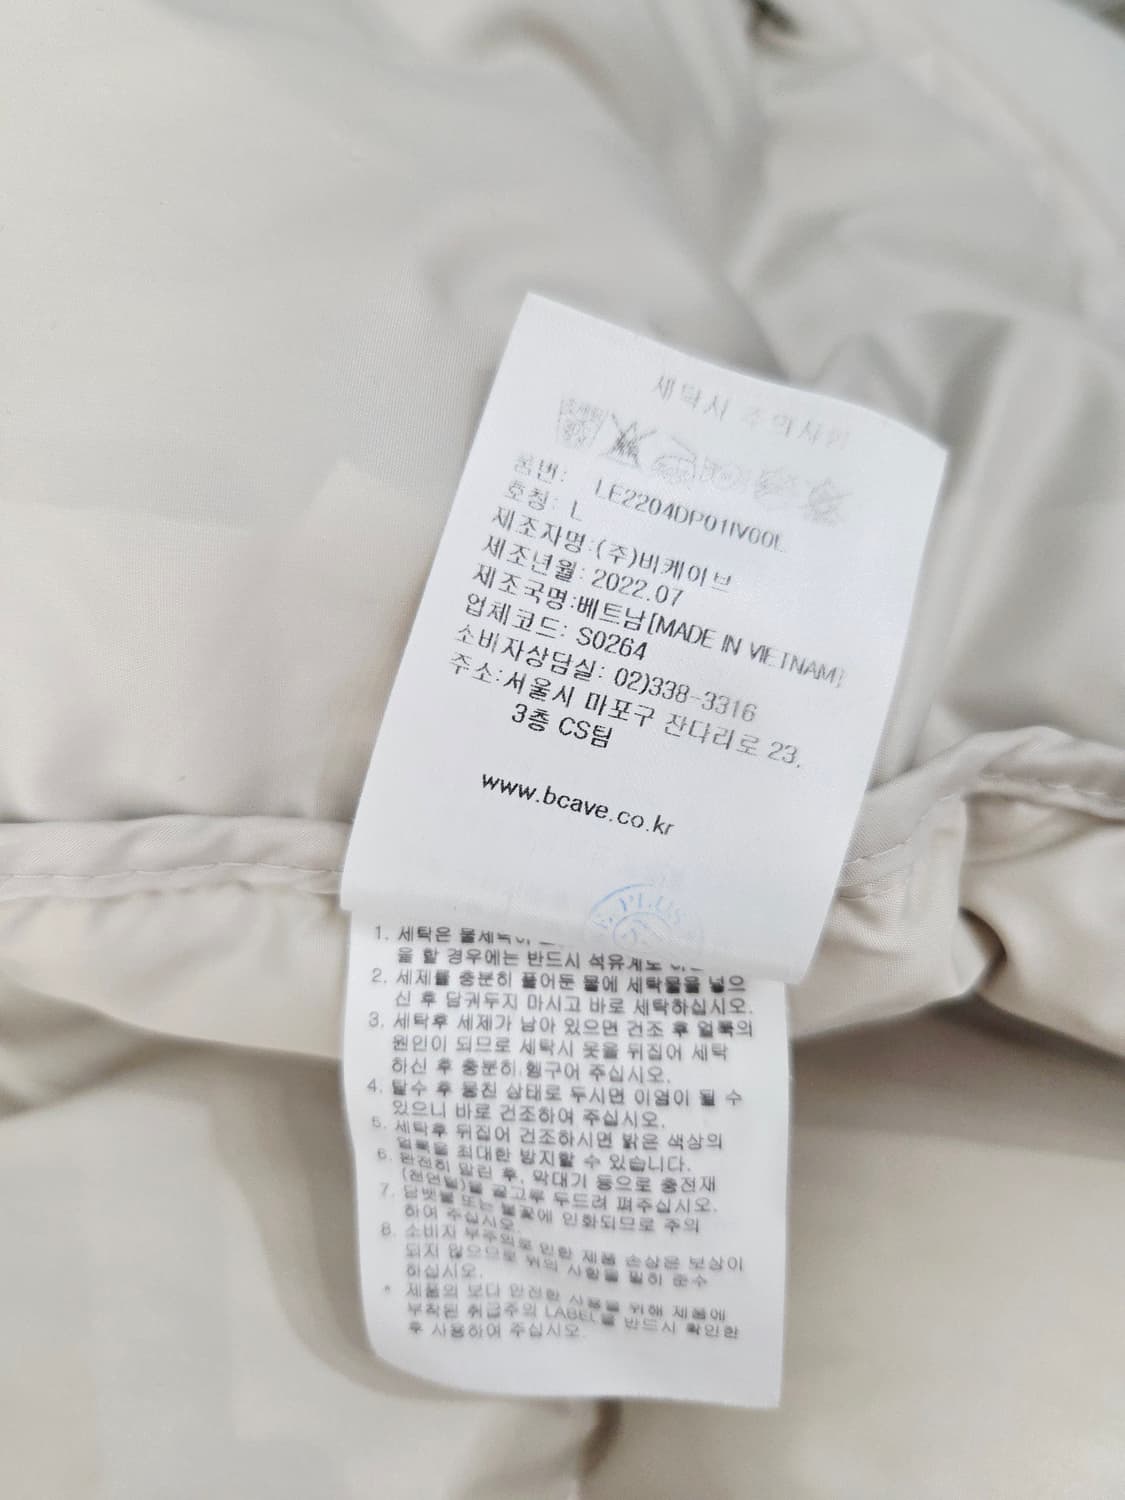 세탁시 주의사항
품번: LE2204DP01IV00L
호칭: L
제조자명:(주)비케이브
제조년월: 2022.07
제조국명:베트남[MADE IN VIETNAM]
업체코드: S0264
소비자상담실: 02)338-3316
주소:서울시 마포구 잔다리로 23,
3층 CS팀
www.bcave.co.kr
K.PLUS
1. 세탁은
을 할 경우에는 반드시 석유계로
2. 세제를 충분히 풀어둔 물에 세탁물을 넣으
신 후 담궈두지 마시고 바로 세탁하십시오.
3. 세탁후 세제가 남아 있으면 건조 후 얼룩의
원인이 되므로 세탁시 옷을 뒤집어 세탁
하신 후 충분히 헹구어 주십시오.
4. 탈수 후 뭉친 상태로 두시면 이염이 될 수
있으니 바로 건조하여 주십시오.
5. 세탁후 뒤집어 건조하시면 밝은 색상의
얼룩을 최대한 방지할 수 있습니다.
6. 완전히 말린 후, 막대기 등으로 충전재
(천연털)를 골고루 두드려 펴주십시오.
7. 담뱃불 또는 불꽃에 인화되므로 주의
하여 주십시오.
8. 소비자 부주의로 인한 제품 손상은 보상이
되지 않으므로 위의 사항을 필히 준수
하십시오.
* 제품의 보다 안전한 사용을 위해 제품에
부착된 취급주의 LABEL을 반드시 확인한
후 사용하여 주십시오.